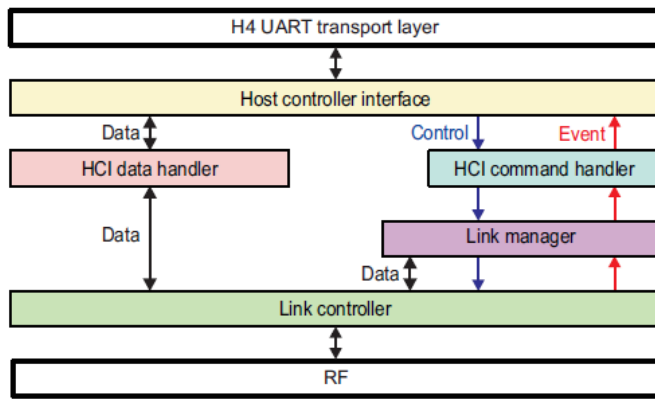 H4 UART transport layer
Host controller interface
Data
Control
Event
HCI data handler
HCI command handler
Data
Link manager
Data
Link controller
RF